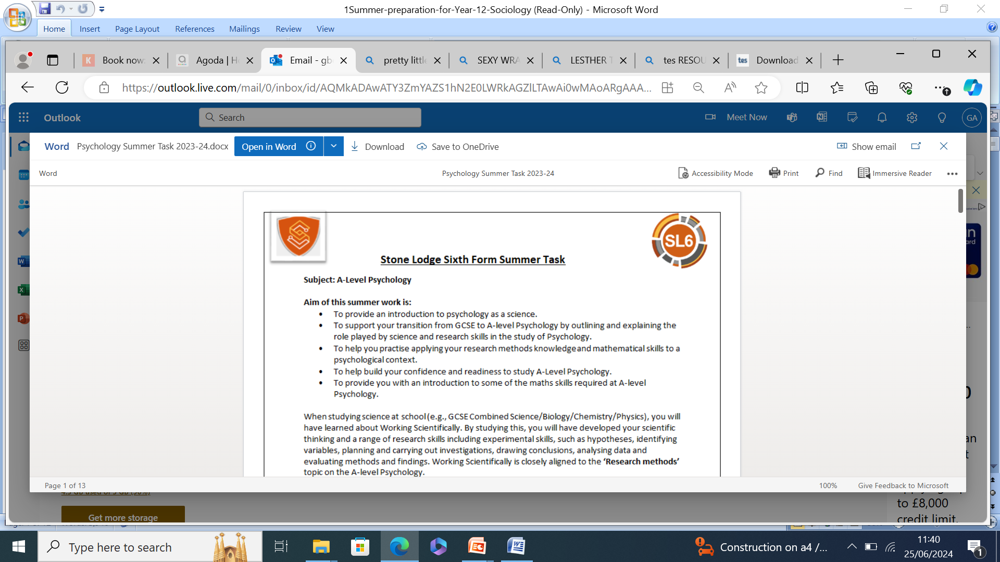 1Summer-preparation-for-Year-12-Sociology (Read-Only) - Microsoft Word
Home Insert Page Layout References Mailings Review View
Book now: Agoda | Ho Email - gb pretty little SEXY WRA LESTHER T tes RESOU tes Download
https://outlook.live.com/mail/0/inbox/id/AQMkADAwATY3ZmYAZS1hN2E0LWRkAGZlLTAwAi0wMAoARgAAA...
Outlook Search Meet Now GA
Word Psychology Summer Task 2023-24.docx Open in Word Download Save to OneDrive Show email
Word Psychology Summer Task 2023-24 Accessibility Mode Print Find Immersive Reader
SL6
Stone Lodge Sixth Form Summer Task
Subject: A-Level Psychology
Aim of this summer work is:
• To provide an introduction to psychology as a science.
• To support your transition from GCSE to A-level Psychology by outlining and explaining the
role played by science and research skills in the study of Psychology.
• To help you practise applying your research methods knowledge and mathematical skills to a
psychological context.
• To help build your confidence and readiness to study A-Level Psychology.
• To provide you with an introduction to some of the maths skills required at A-level
Psychology.
When studying science at school (e.g., GCSE Combined Science/Biology/Chemistry/Physics), you will
have learned about Working Scientifically. By studying this, you will have developed your scientific
thinking and a range of research skills including experimental skills, such as hypotheses, identifying
variables, planning and carrying out investigations, drawing conclusions, analysing data and
evaluating methods and findings. Working Scientifically is closely aligned to the ‘Research methods’
topic on the A-level Psychology.
Page 1 of 13 100% Give Feedback to Microsoft
Get more storage
to £8,000
credit limit.
Type here to search
Construction on a4 /...
11:40
25/06/2024
1